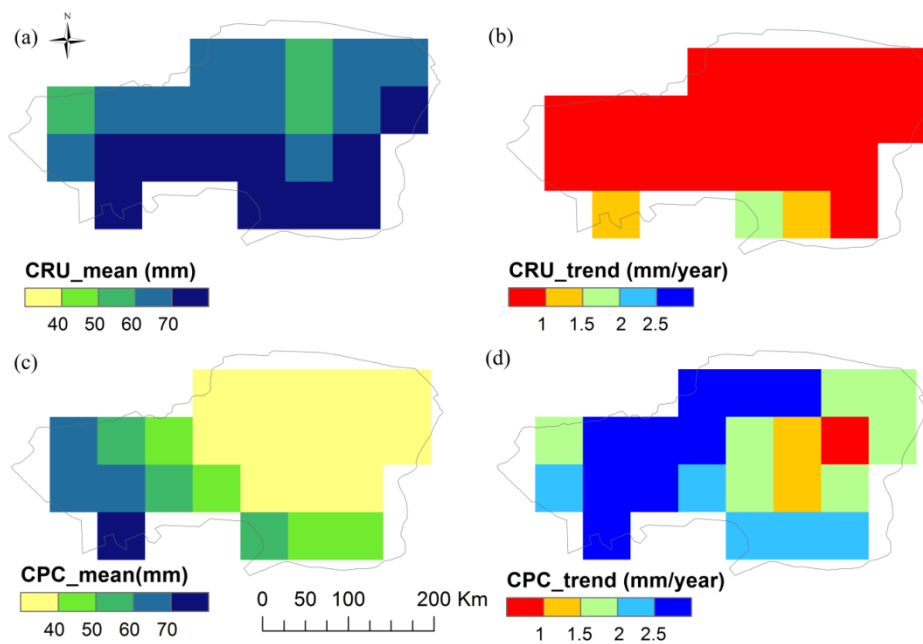 (a)
N
(b)
CRU_mean (mm)
40 50 60 70
CRU_trend (mm/year)
1 1.5 2 2.5
(c)
(d)
CPC_mean(mm)
40 50 60 70
0 50 100 200 Km
CPC_trend (mm/year)
1 1.5 2 2.5